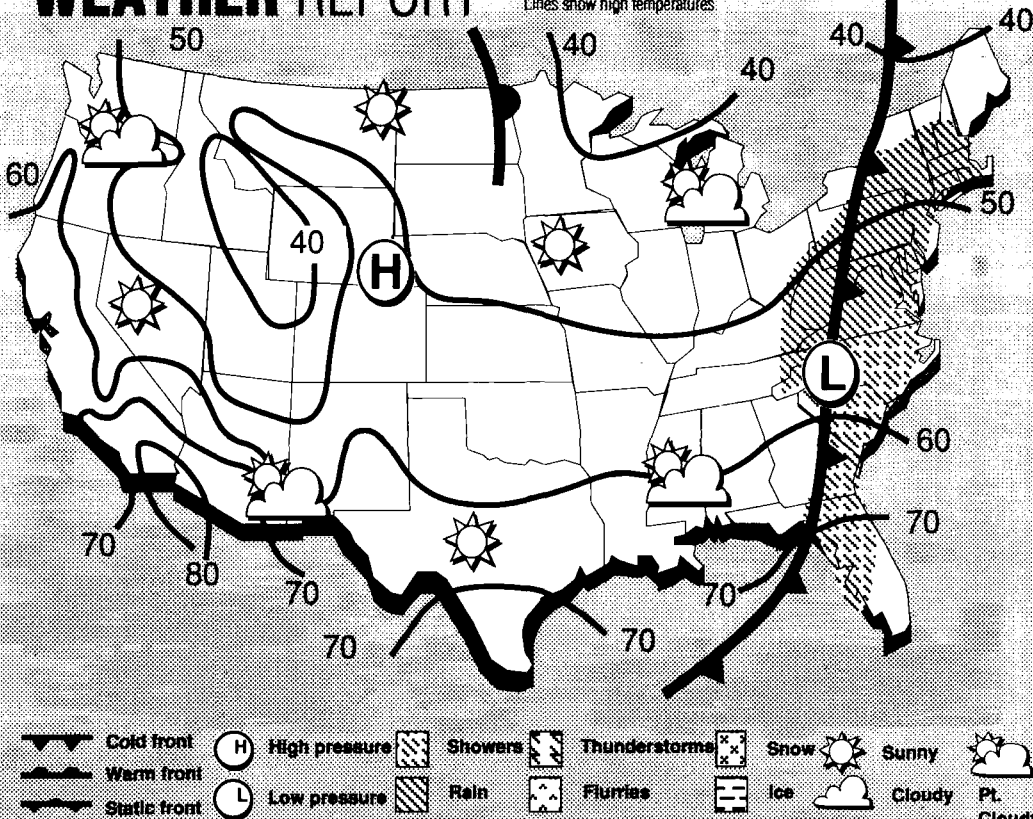 WEATHER REPORT
Lines show high temperatures.
50
40
40
40
40
60
40
H
50
L
60
70
80
70
70
70
70
70
Cold front
H
High pressure
Showers
Thunderstorms
Snow
Sunny
Warm front
Static front
L
Low pressure
Rain
Flurries
Ice
Cloudy
Pt.
Cloudy